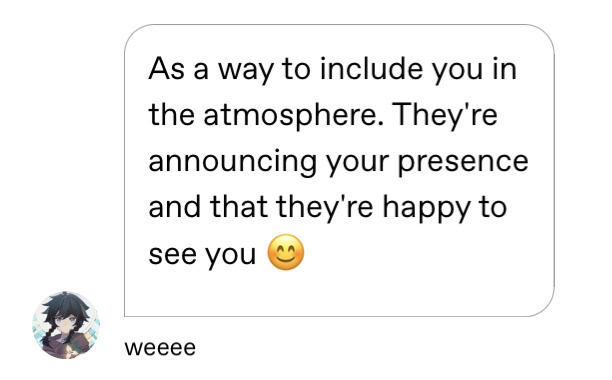 As a way to include you in
the atmosphere. They're
announcing your presence
and that they're happy to
see you 😊
weeee